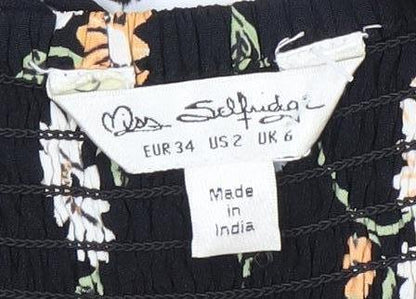 Miss Selfridge
EUR 34 US 2 UK 6
Made
in
India